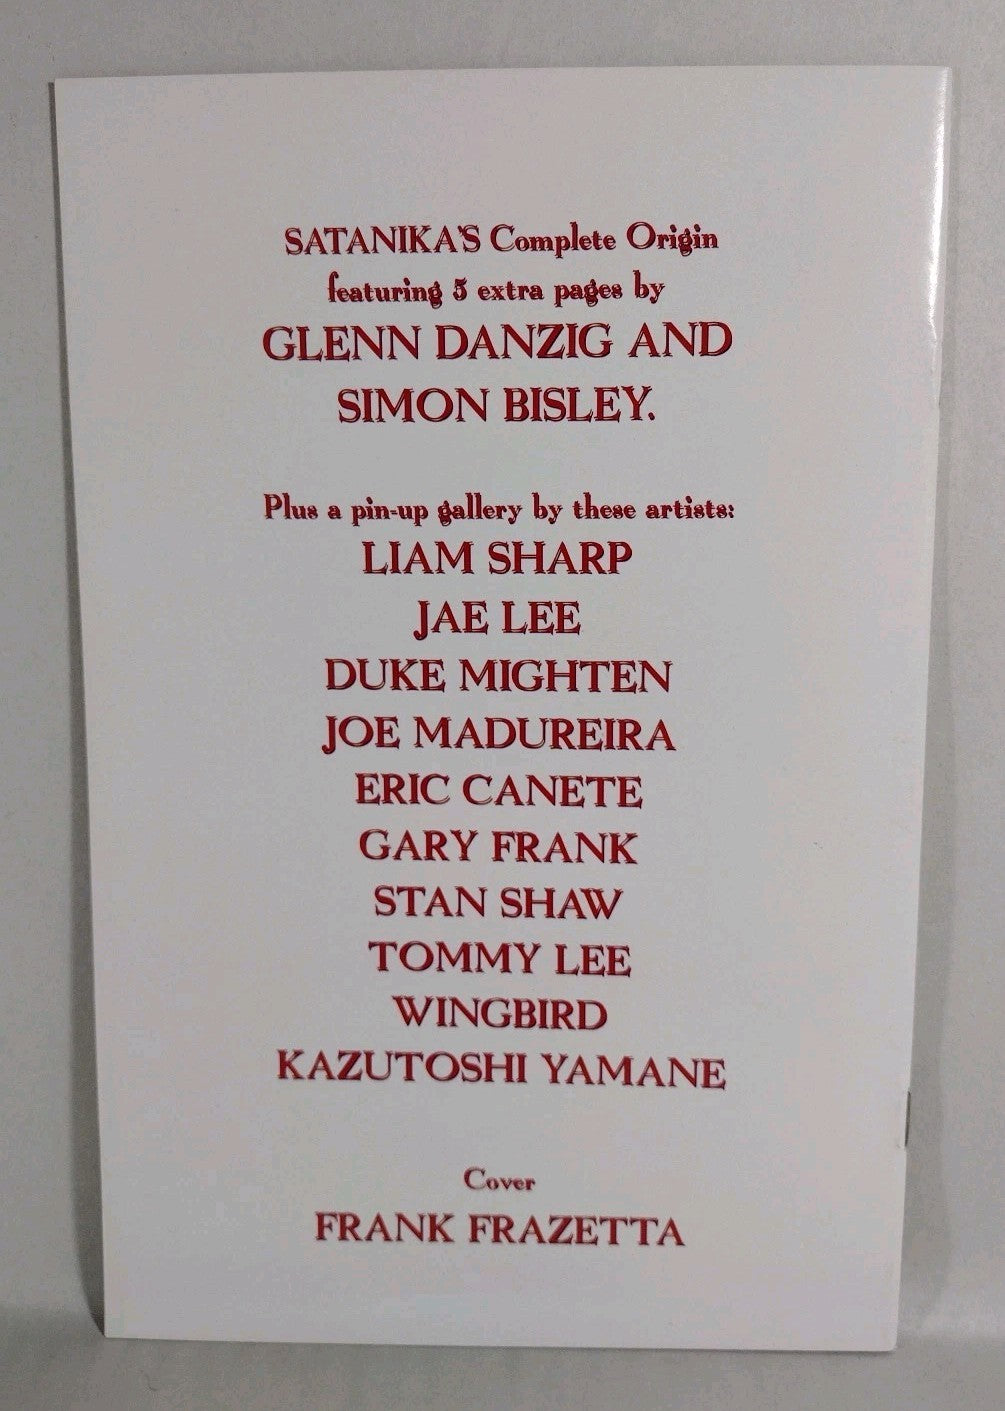 SATANIKA'S Complete Origin
featuring 5 extra pages by
GLENN DANZIG AND
SIMON BISLEY.
Plus a pin-up gallery by these artists:
LIAM SHARP
JAE LEE
DUKE MIGHTEN
JOE MADUREIRA
ERIC CANETE
GARY FRANK
STAN SHAW
TOMMY LEE
WINGBIRD
KAZUTOSHI YAMANE
Cover
FRANK FRAZETTA